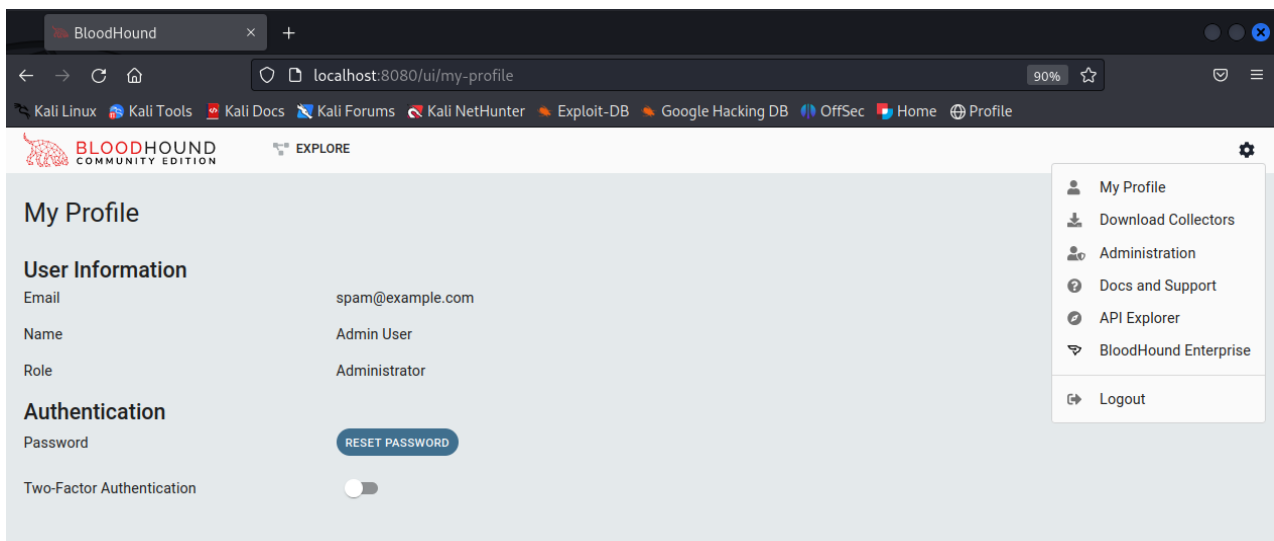 BloodHound
localhost:8080/ui/my-profile 90%
Kali Linux Kali Tools Kali Docs Kali Forums Kali NetHunter Exploit-DB Google Hacking DB OffSec Home Profile
BLOODHOUND
COMMUNITY EDITION
EXPLORE
My Profile
User Information
Email spam@example.com
Name Admin User
Role Administrator
Authentication
Password RESET PASSWORD
Two-Factor Authentication
My Profile
Download Collectors
Administration
Docs and Support
API Explorer
BloodHound Enterprise
Logout